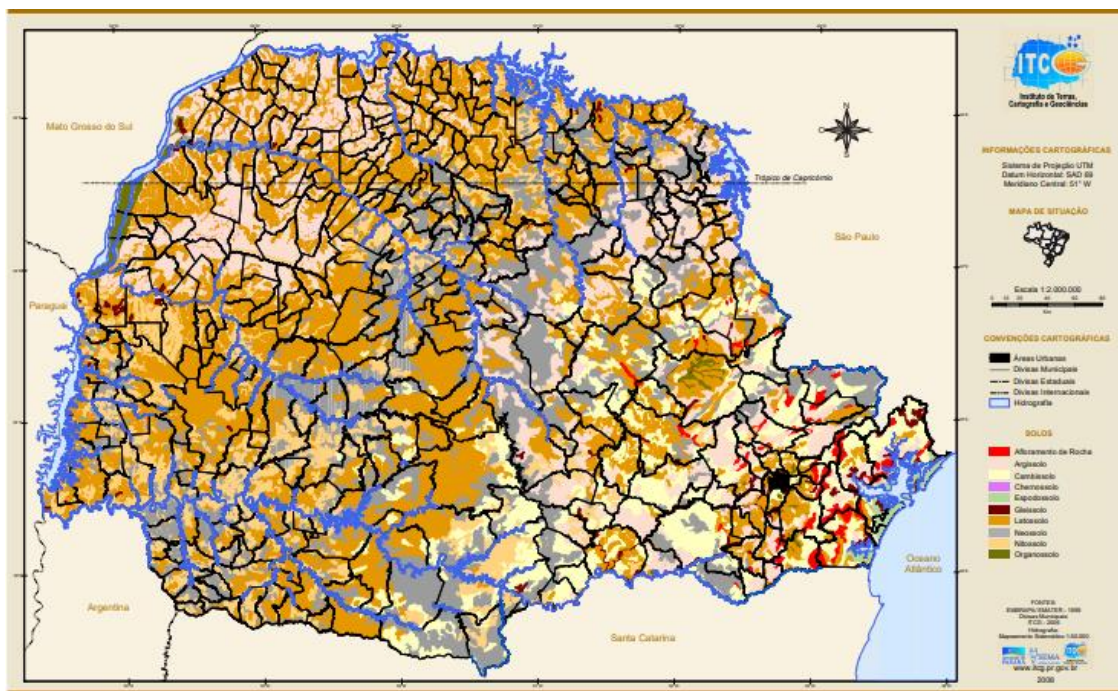 Mato Grosso do Sul
Trópico de Capricórnio
São Paulo
Paraguai
Argentina
Santa Catarina
Oceano
Atlântico
N
ITCG
Instituto de Terras,
Cartografia e Geociências
INFORMAÇÕES CARTOGRÁFICAS
Sistema de Projeção UTM
Datum Horizontal: SAD 69
Meridiano Central: 51° W
MAPA DE SITUAÇÃO
Escala 1:2.000.000
CONVENÇÕES CARTOGRÁFICAS
Áreas Urbanas
Divisas Municipais
Divisas Estaduais
Divisas Internacionais
Hidrografia
SOLOS
Afloramento de Rocha
Argissolo
Cambissolo
Chernossolo
Espodossolo
Gleissolo
Latossolo
Neossolo
Nitossolo
Organossolo
FONTES:
Divisas Municipais
Hidrografia:
www.itcg.pr.gov.br
2008